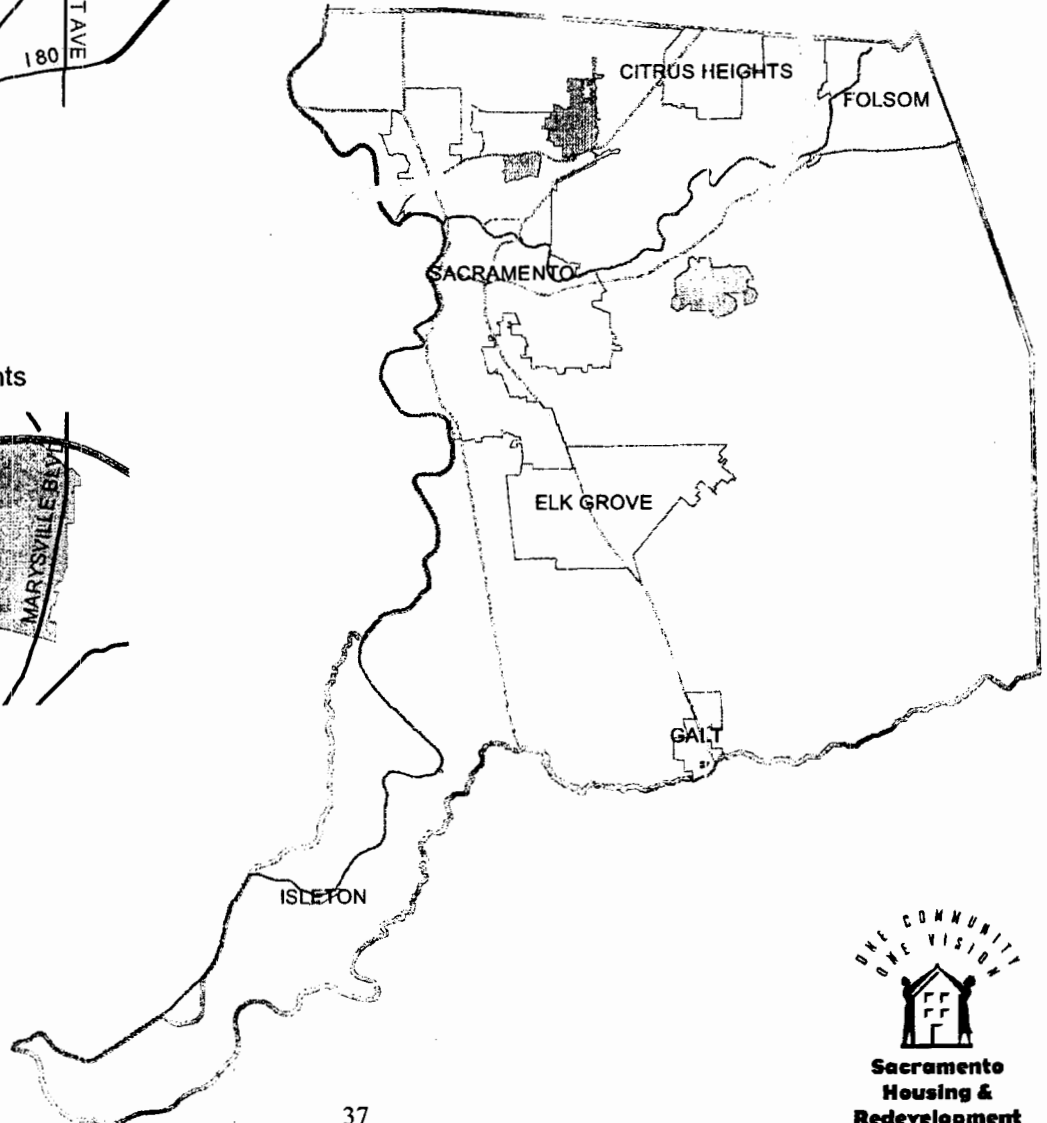 T AVE
180
CITRUS HEIGHTS
FOLSOM
SACRAMENTO
nts
MARYSVILLE BLVD
ELK GROVE
GALT
ISLETON
ONE COMMUNITY
ONE VISION
Sacramento
Housing &
Redevelopment
37